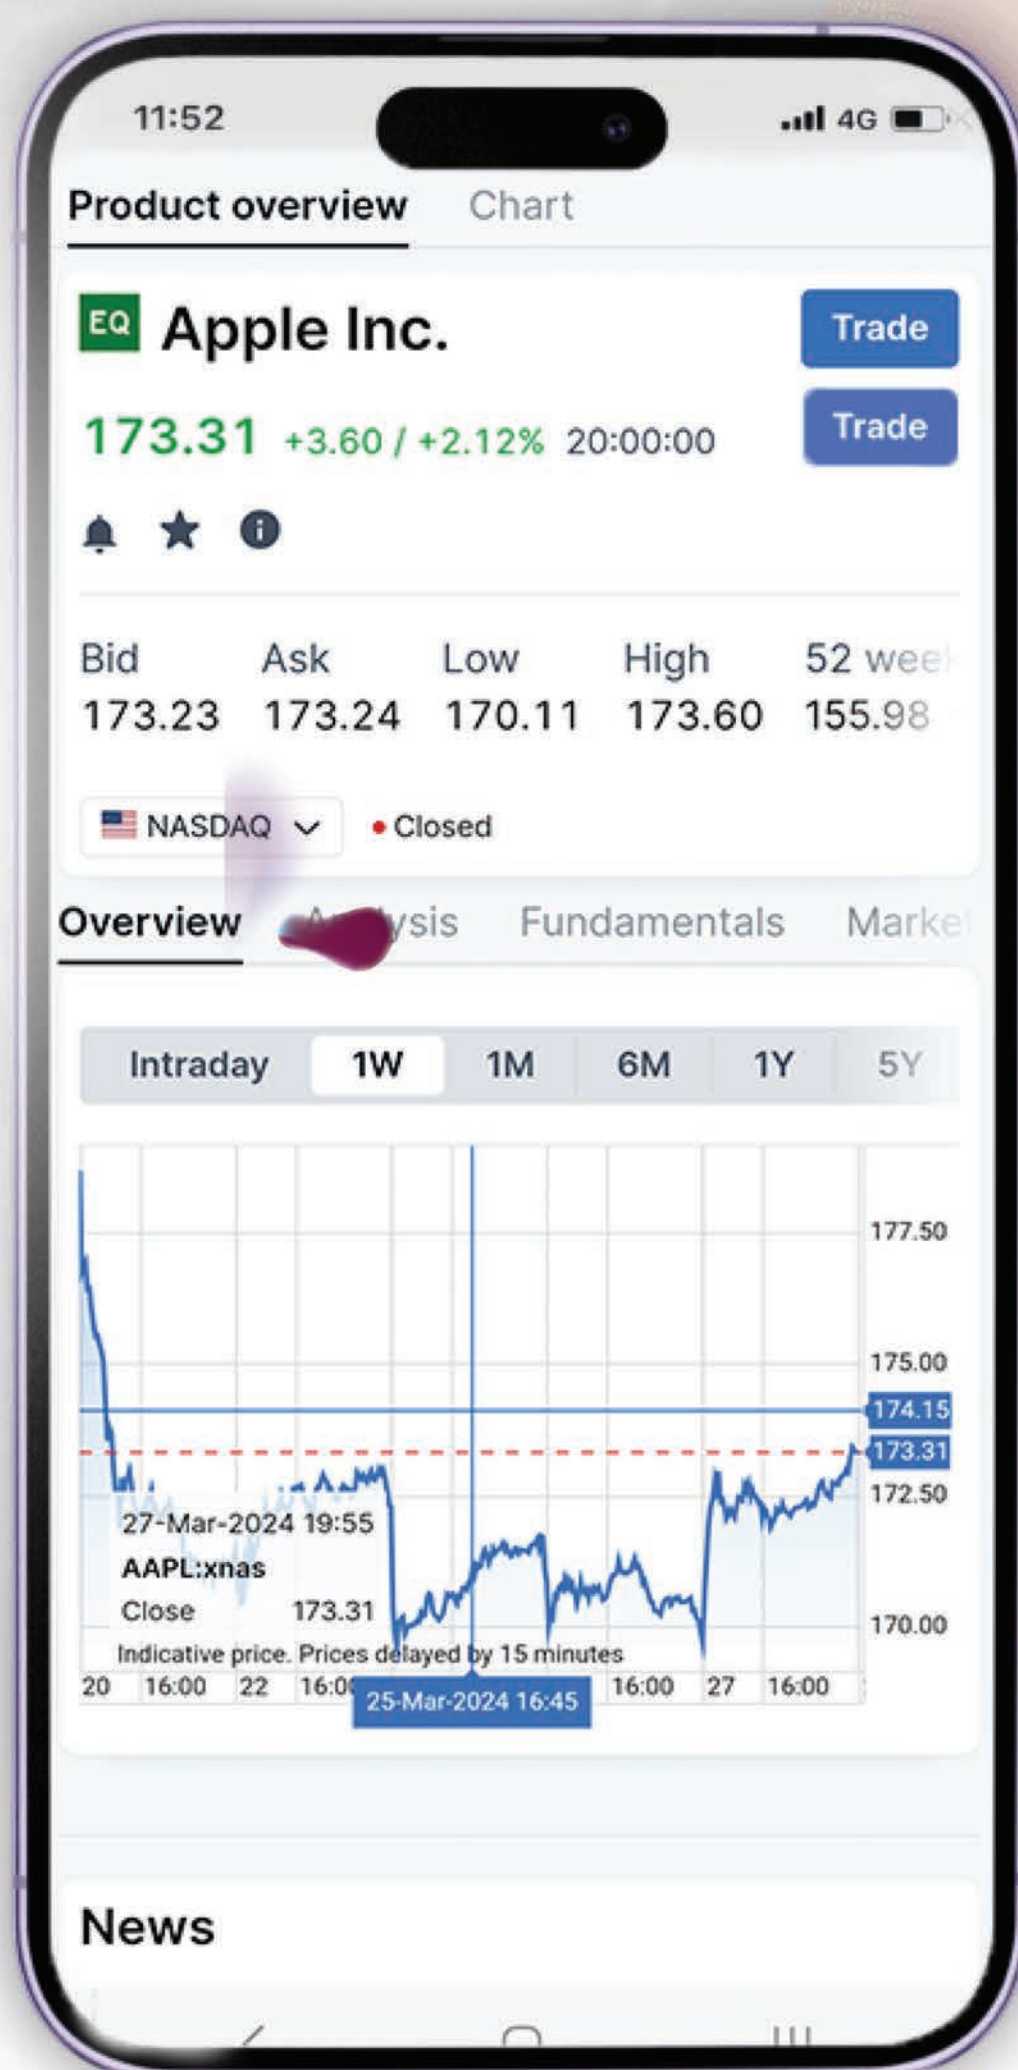 11:52 4G
Product overview Chart
EQ Apple Inc. Trade
173.31 +3.60 / +2.12% 20:00:00 Trade
Bid Ask Low High 52
173.23 173.24 170.11 173.60 155.98
NASDAQ Closed
Overview Fundamentals
Intraday 1W 1M 6M 1Y 5Y
177.50
175.00
174.15
173.31
172.50
27-Mar-2024 19:55
AAPL:xnas
Close 173.31
170.00
Indicative price. Prices delayed by 15 minutes
20 16:00 22 25-Mar-2024 16:45 16:00 27 16:00
News